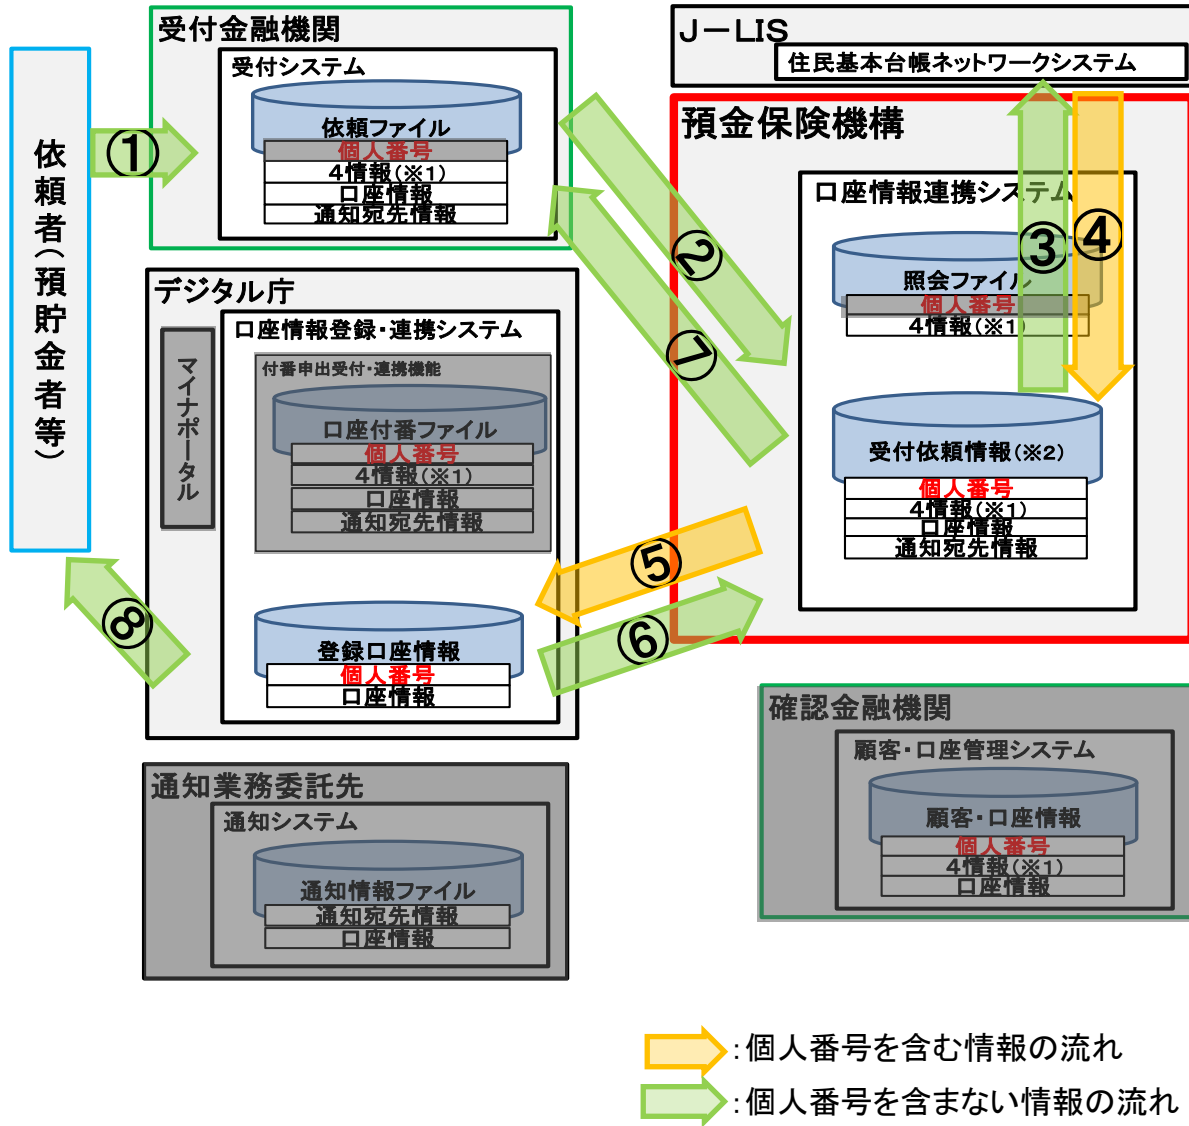 受付金融機関
受付システム
依頼ファイル
個人番号
4情報(※1)
口座情報
通知宛先情報
J－LIS
住民基本台帳ネットワークシステム
預金保険機構
口座情報連携システム
照会ファイル
個人番号
4情報(※1)
受付依頼情報(※2)
個人番号
4情報(※1)
口座情報
通知宛先情報
依頼者(預貯金者等)
①
②
③
④
⑤
⑥
⑦
⑧
デジタル庁
マイナポータル
口座情報登録・連携システム
付番申出受付・連携機能
口座付番ファイル
個人番号
4情報(※1)
口座情報
通知宛先情報
登録口座情報
個人番号
口座情報
確認金融機関
顧客・口座管理システム
顧客・口座情報
個人番号
4情報(※1)
口座情報
通知業務委託先
通知システム
通知情報ファイル
通知宛先情報
口座情報
：個人番号を含む情報の流れ
：個人番号を含まない情報の流れ